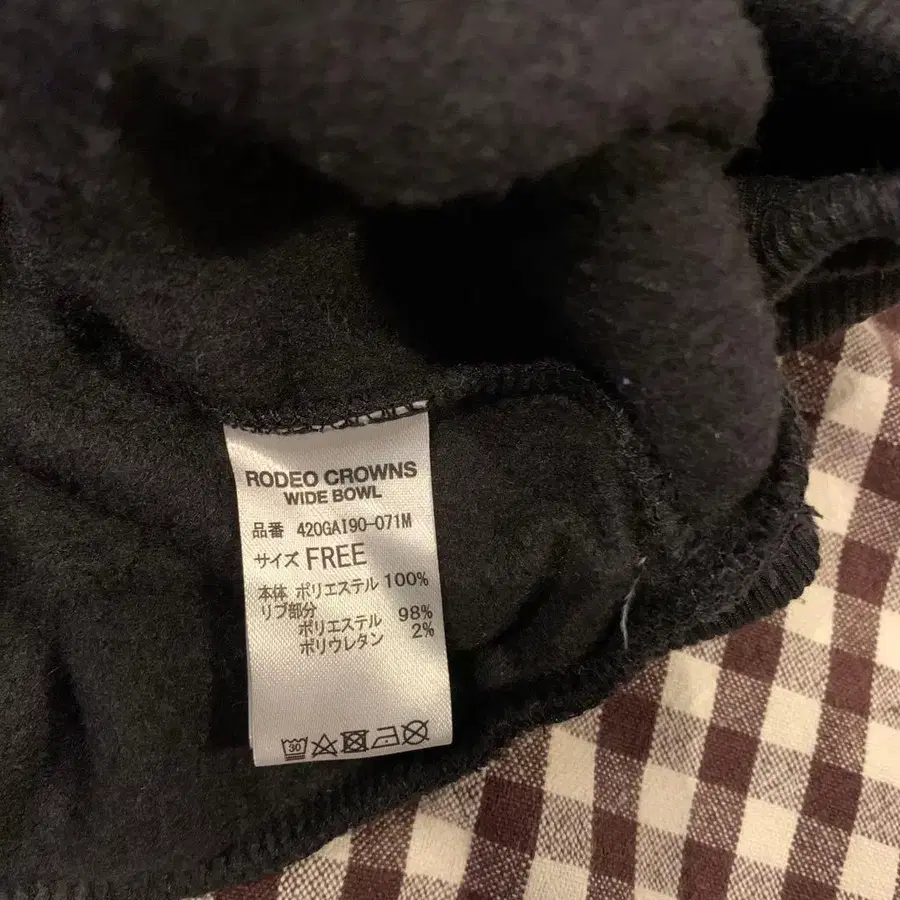 RODEO CROWNS
WIDE BOWL
品番 420GAI90-071M
サイズ FREE
本体 ポリエステル 100%
リブ部分
ポリエステル 98%
ポリウレタン 2%
30